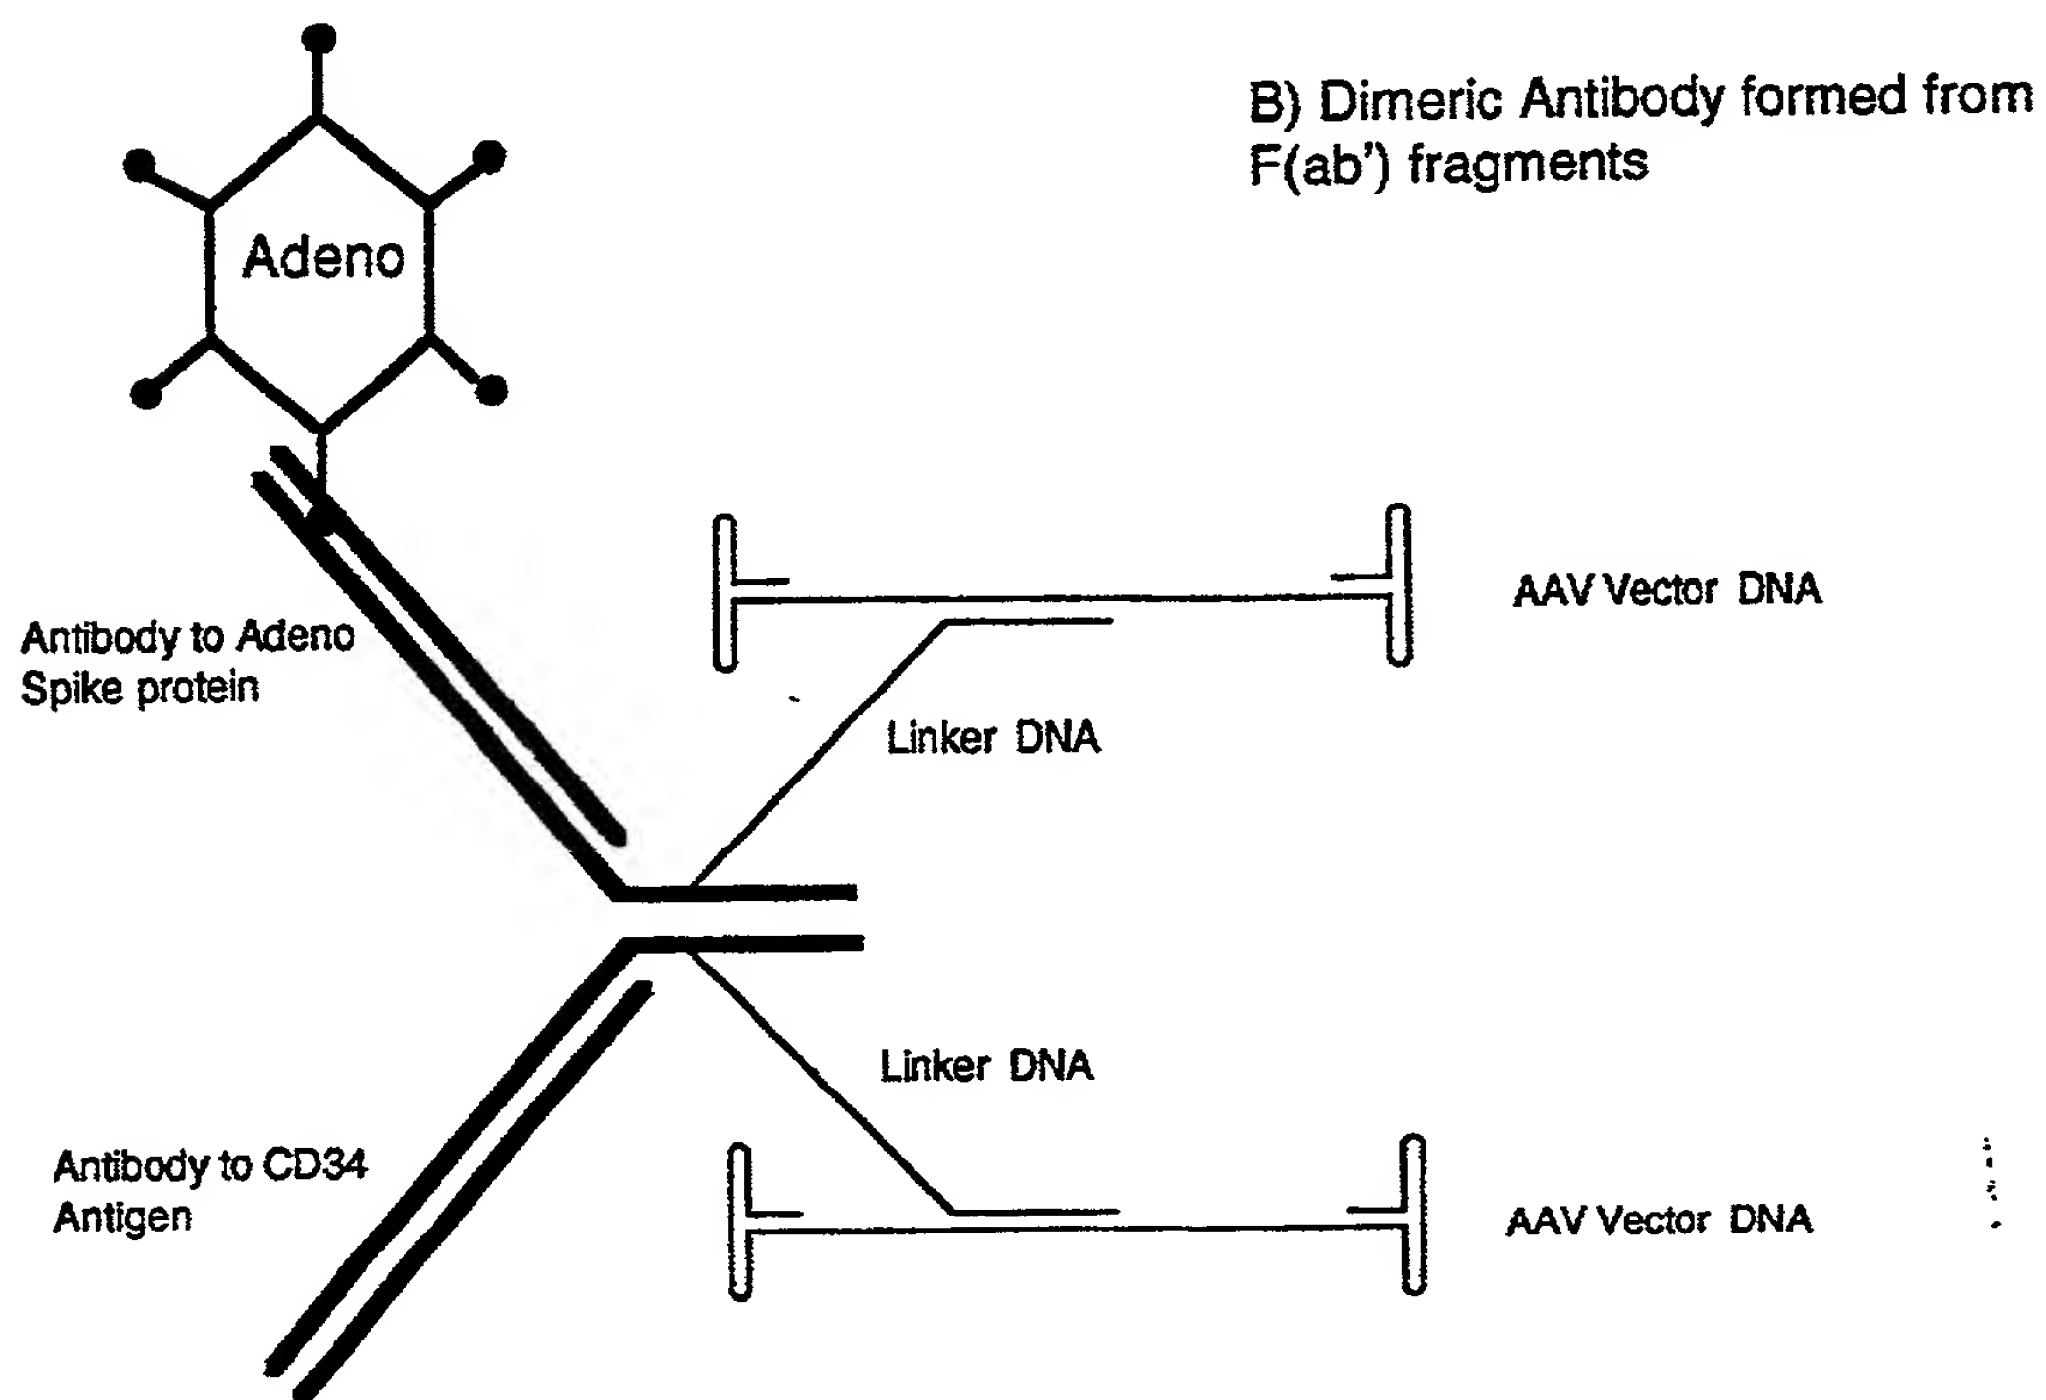 B) Dimeric Antibody formed from
F(ab') fragments
Adeno
AAV Vector DNA
Antibody to Adeno
Spike protein
Linker DNA
Linker DNA
Antibody to CD34
Antigen
AAV Vector DNA